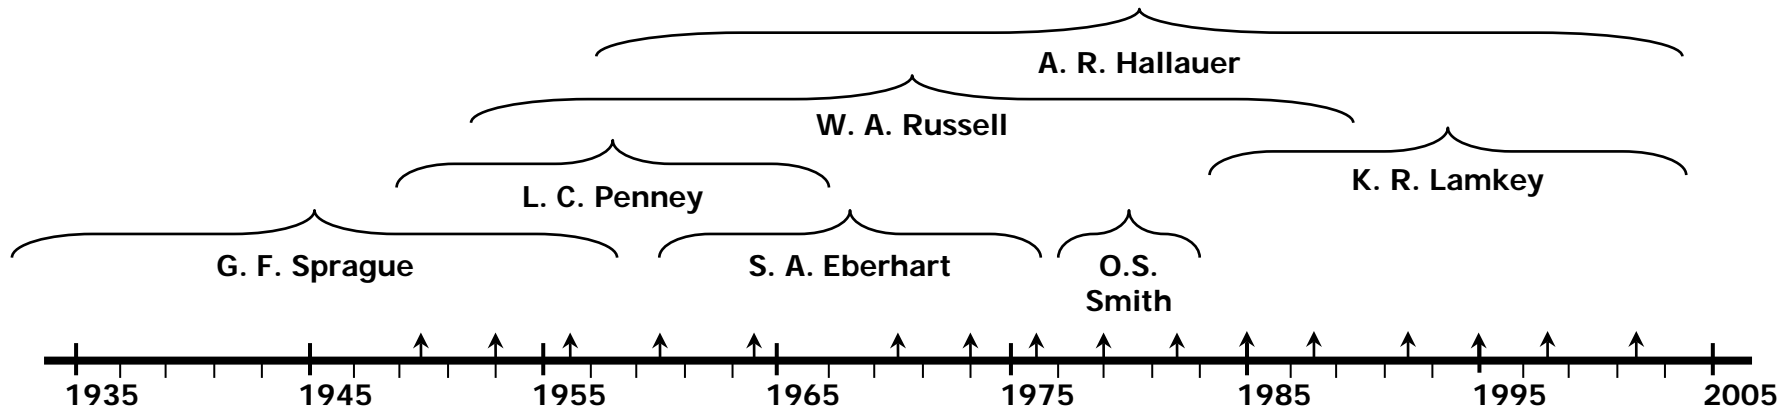 A. R. Hallauer
W. A. Russell
K. R. Lamkey
L. C. Penney
G. F. Sprague
S. A. Eberhart
O.S.
Smith
1935 1945 1955 1965 1975 1985 1995 2005